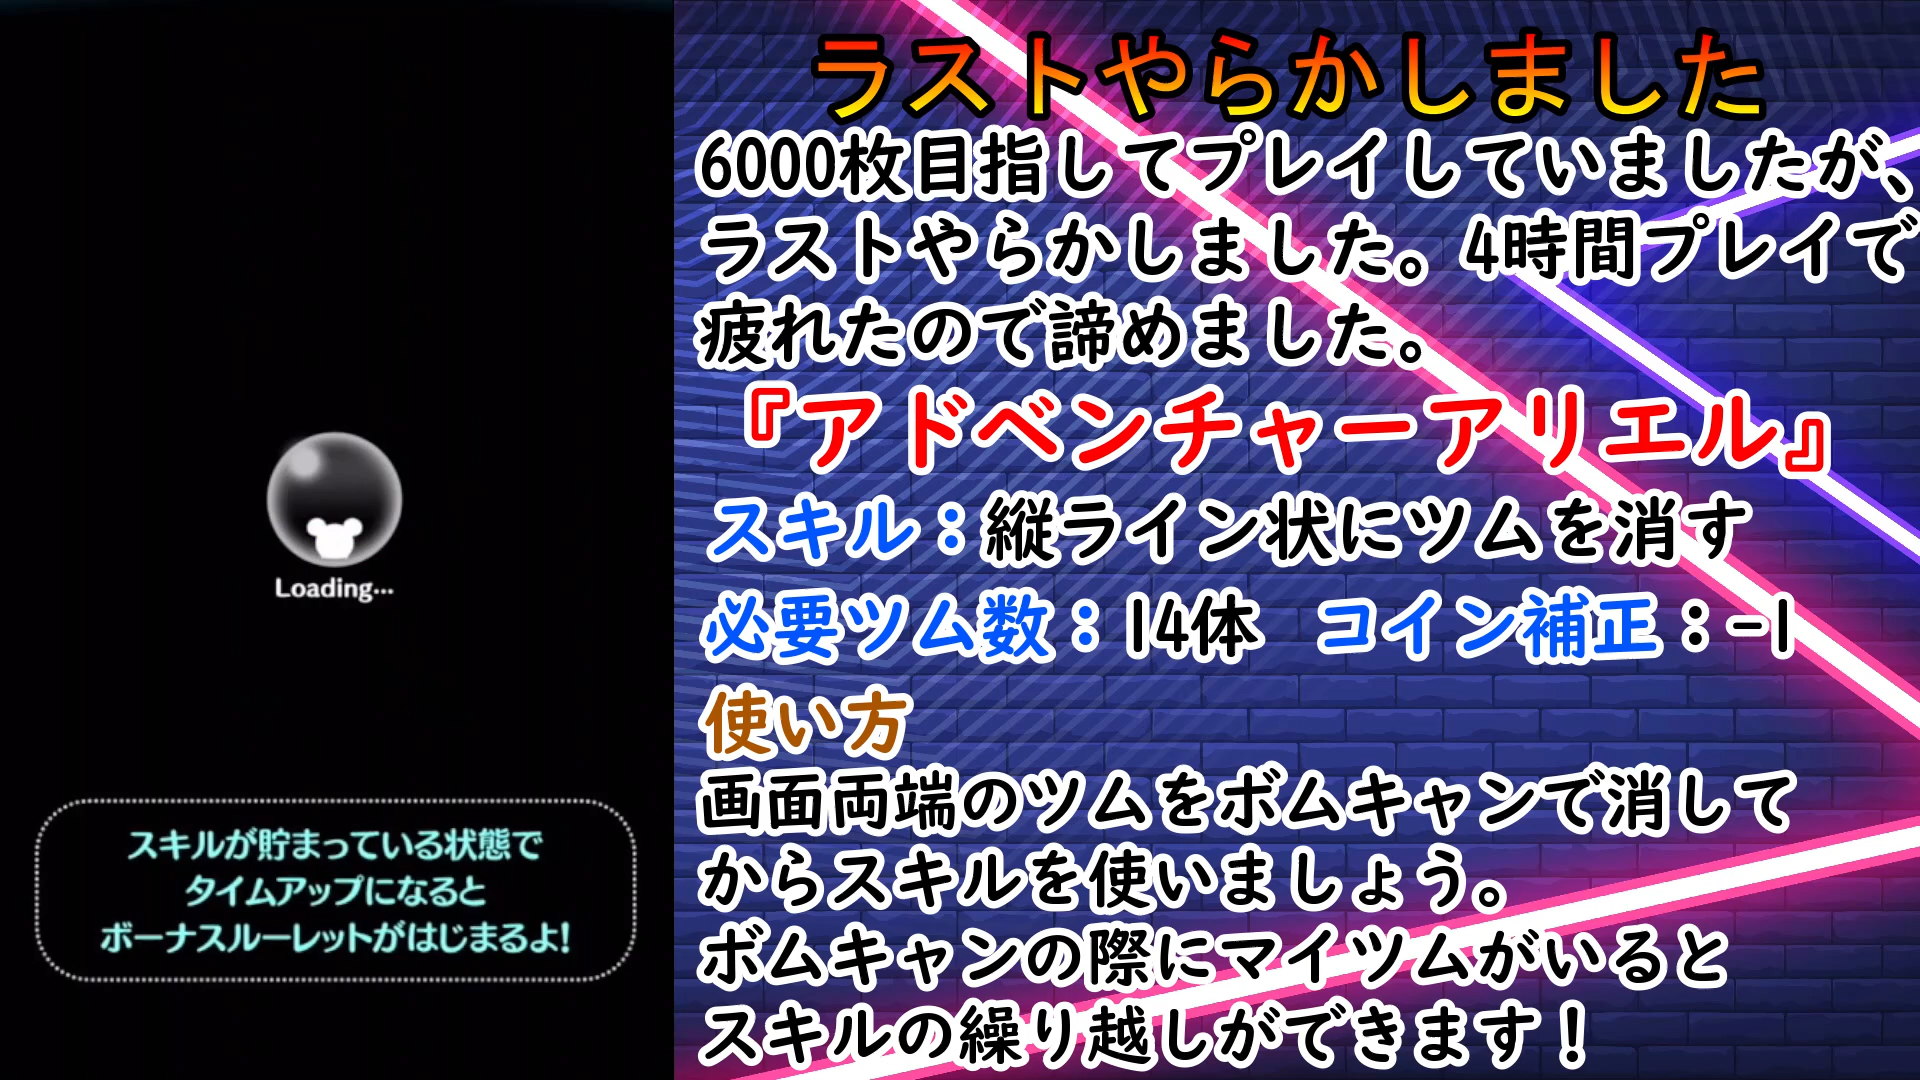 Loading…
スキルが貯まっている状態で
タイムアップになると
ボーナスルーレットがはじまるよ!
ラストやらかしました
6000枚目指してプレイしていましたが、
ラストやらかしました。4時間プレイで
疲れたので諦めました。
『アドベンチャーアリエル』
スキル：縦ライン状にツムを消す
必要ツム数：14体　コイン補正：-1
使い方
画面両端のツムをボムキャンで消して
からスキルを使いましょう。
ボムキャンの際にマイツムがいると
スキルの繰り越しができます！